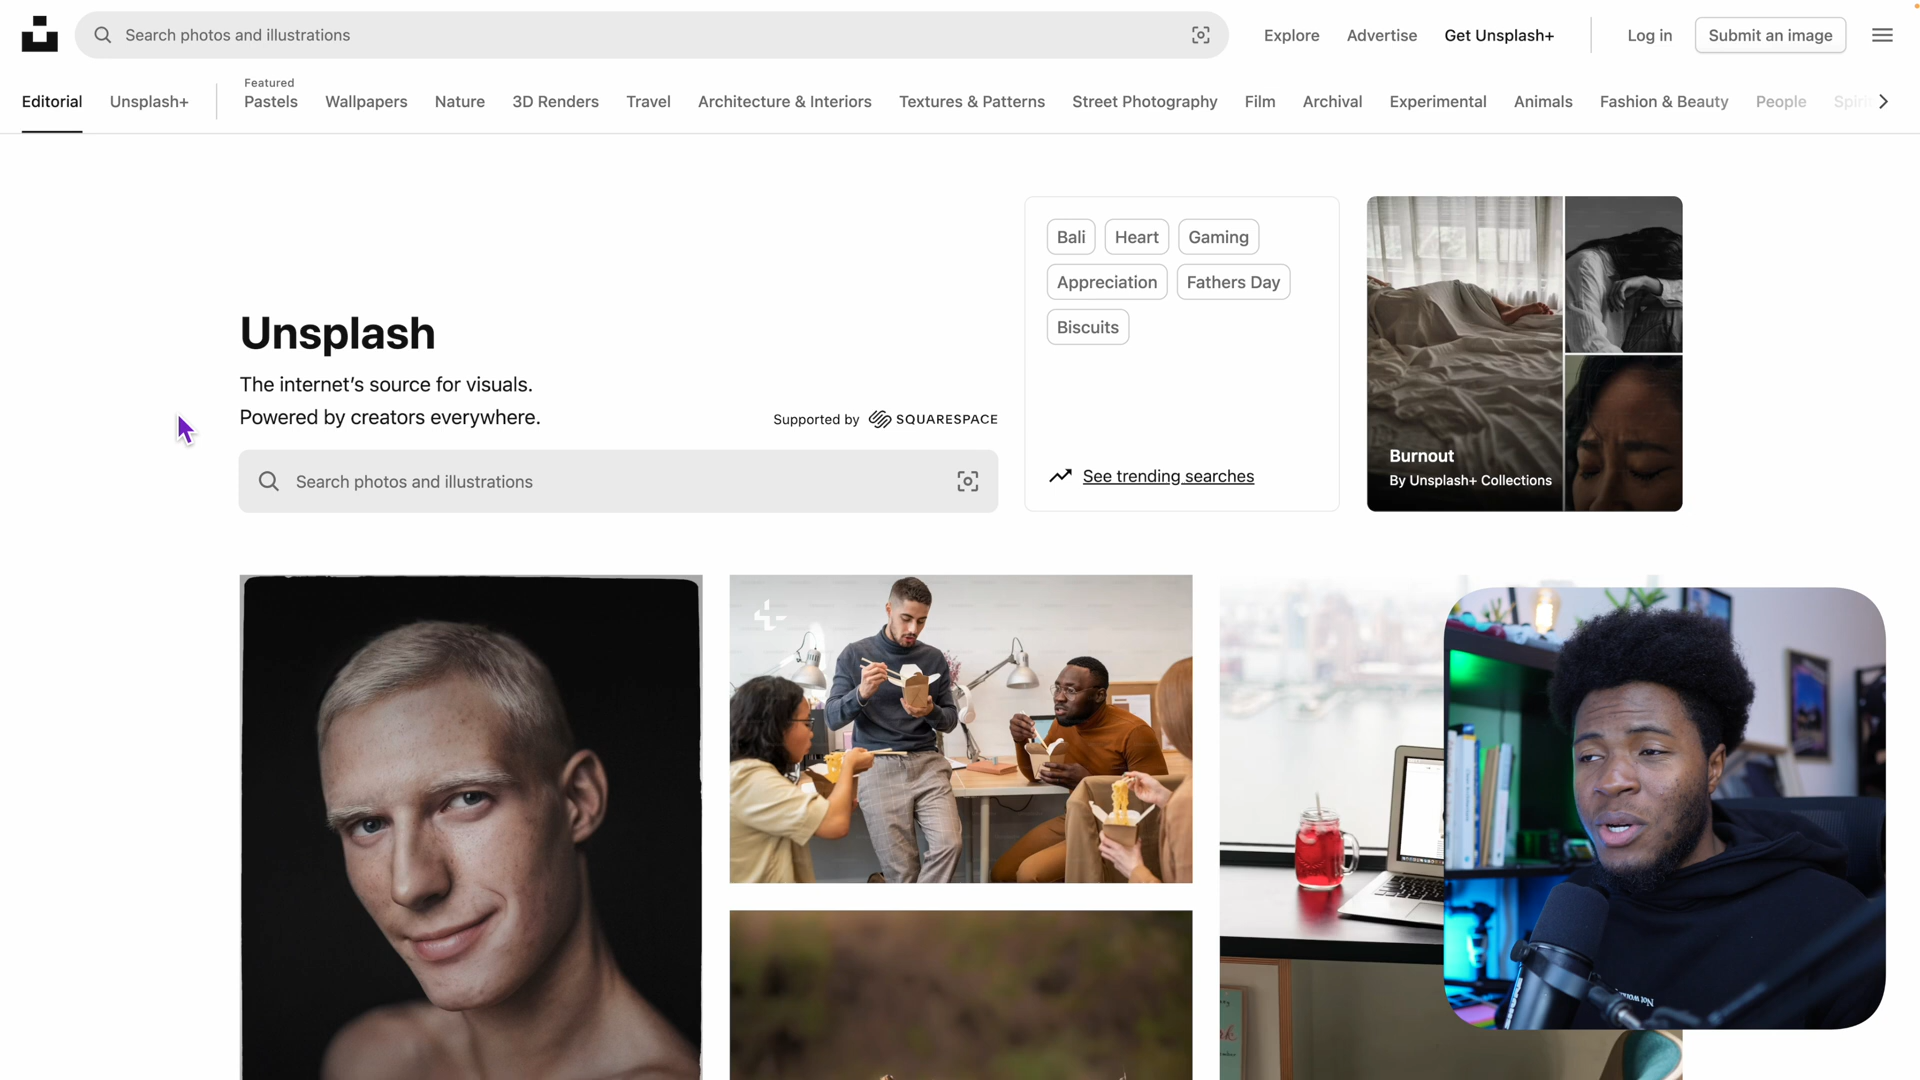 Search photos and illustrations
Explore
Advertise
Get Unsplash+
Log in
Submit an image
Editorial
Unsplash+
Featured
Pastels
Wallpapers
Nature
3D Renders
Travel
Architecture & Interiors
Textures & Patterns
Street Photography
Film
Archival
Experimental
Animals
Fashion & Beauty
People
Bali
Heart
Gaming
Appreciation
Fathers Day
Biscuits
See trending searches
Unsplash
The internet’s source for visuals.
Powered by creators everywhere.
Supported by SQUARESPACE
Search photos and illustrations
Burnout
By Unsplash+ Collections